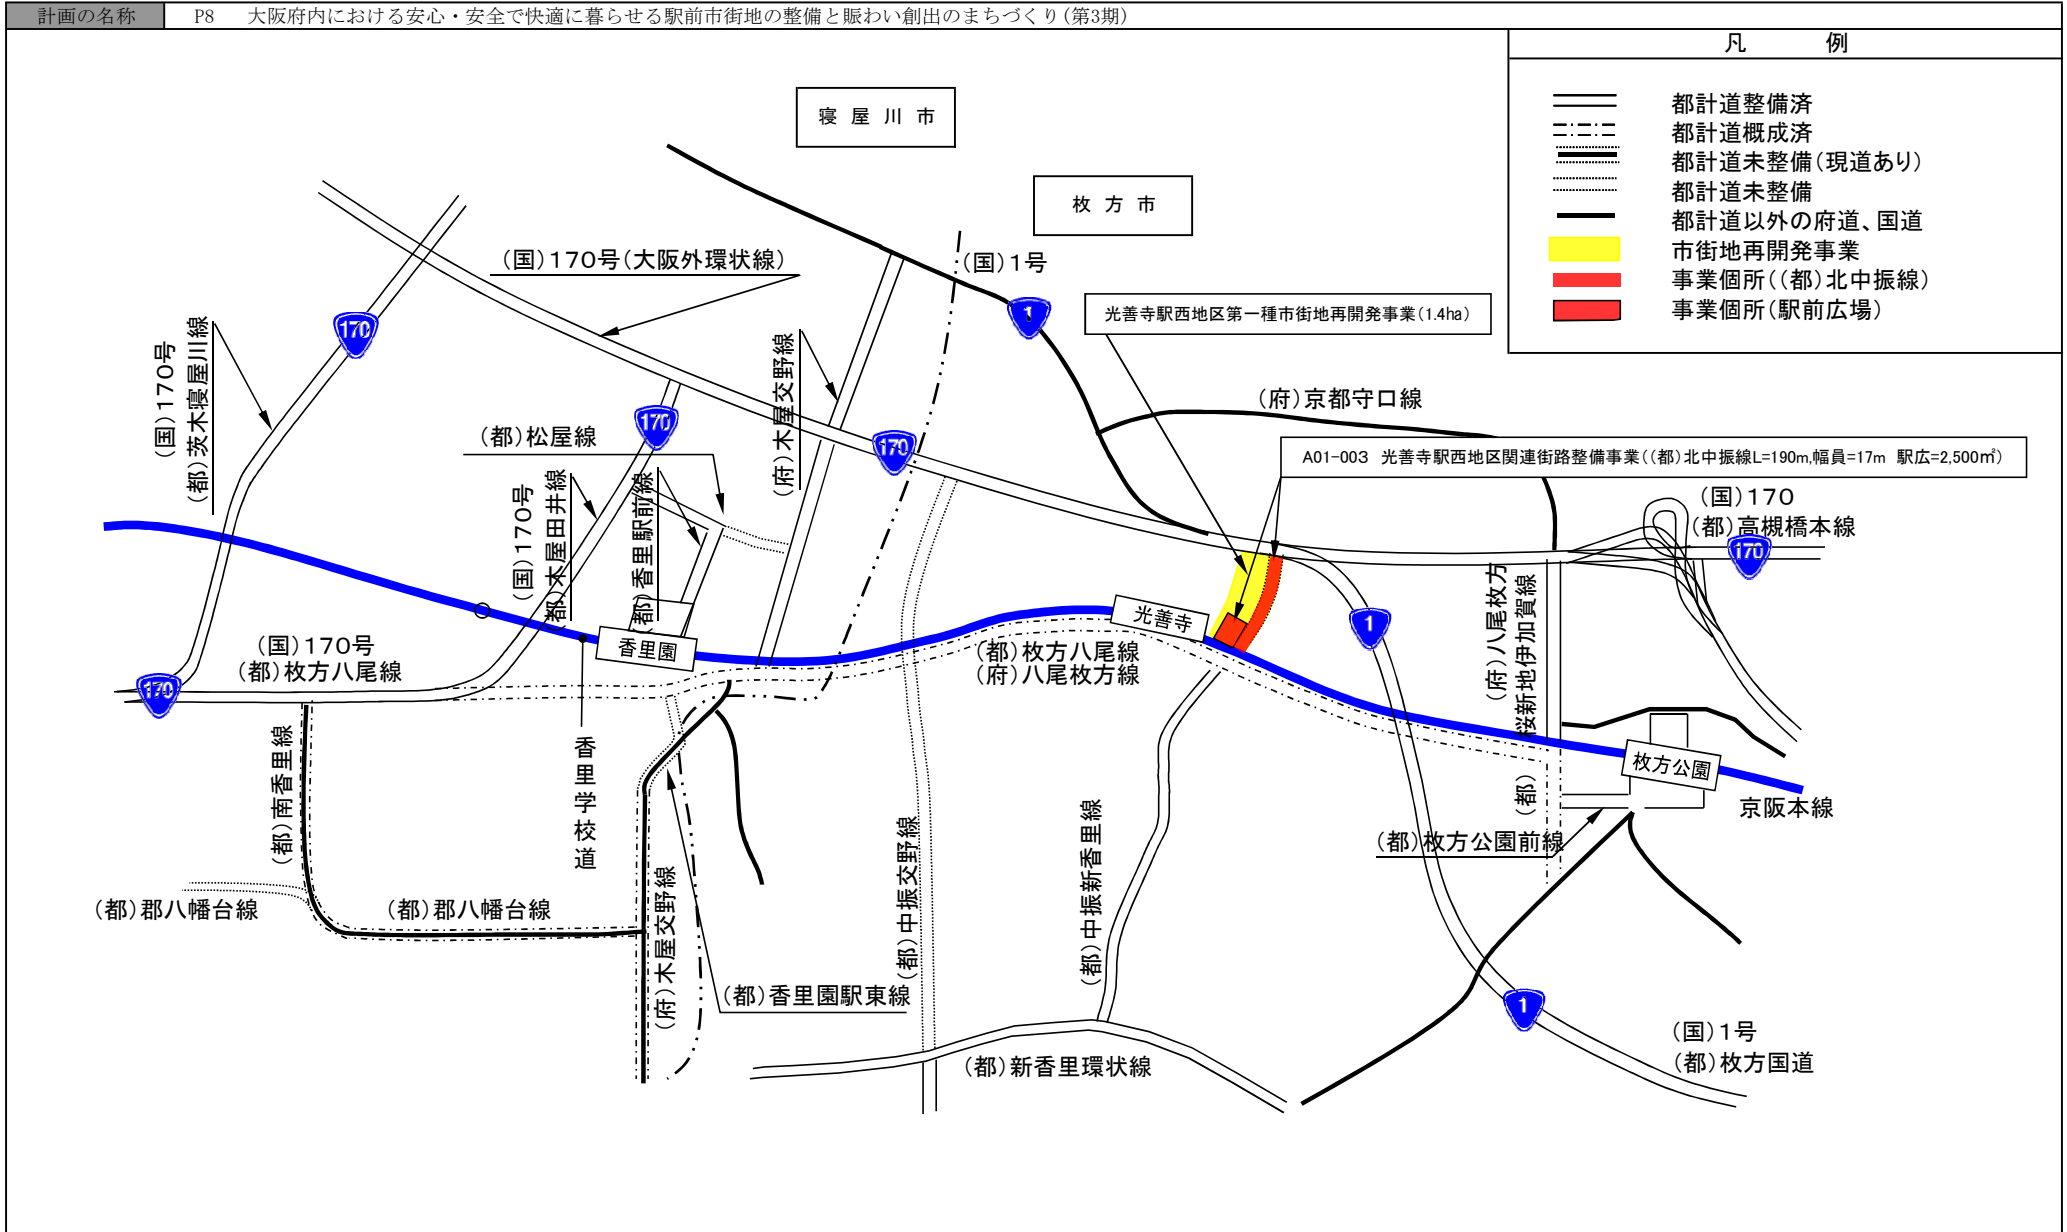 計画の名称 P8 大阪府内における安心・安全で快適に暮らせる駅前市街地の整備と賑わい創出のまちづくり(第3期)
凡 例
都計道整備済
都計道概成済
都計道未整備(現道あり)
都計道未整備
都計道以外の府道、国道
市街地再開発事業
事業個所((都)北中振線)
事業個所(駅前広場)
寝屋川市
枚方市
(国)170号(大阪外環状線)
(国)1号
1
光善寺駅西地区第一種市街地再開発事業(1.4ha)
170
(国)170号
(都)茨木寝屋川線
(府)木屋交野線
(府)京都守口線
170
(都)松屋線
170
A01-003 光善寺駅西地区関連街路整備事業((都)北中振線L=190m,幅員=17m 駅広=2,500㎡)
(国)170号
(都)木屋田井線
(都)香里駅前線
(国)170
(都)高槻橋本線
170
(府)八尾枚方
(都)桜新地伊加賀線
光善寺
1
香里園
(国)170号
(都)枚方八尾線
170
(都)枚方八尾線
(府)八尾枚方線
香里学校道
(都)南香里線
枚方公園
京阪本線
(都)枚方公園前線
(都)郡八幡台線
(都)郡八幡台線
(府)木屋交野線
(都)中振交野線
(都)中振新香里線
(都)香里園駅東線
1
(国)1号
(都)枚方国道
(都)新香里環状線